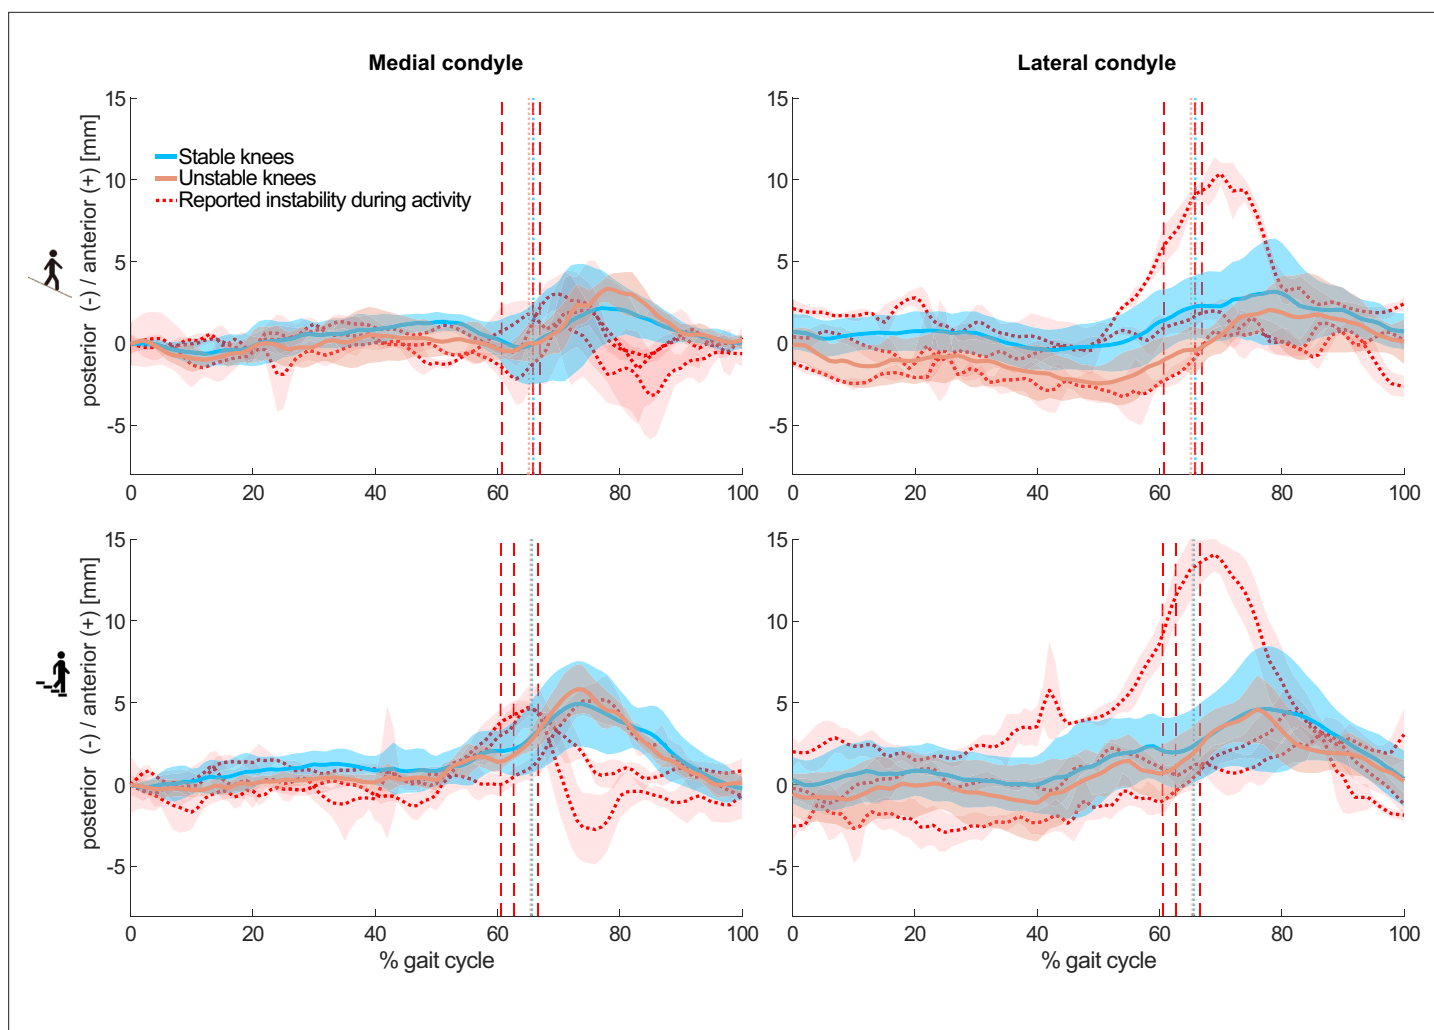 Medial condyle
Lateral condyle
posterior (-) / anterior (+) [mm]
15
10
5
0
-5
Stable knees
Unstable knees
Reported instability during activity
0 20 40 60 80 100
15
10
5
0
-5
0 20 40 60 80 100
posterior (-) / anterior (+) [mm]
15
10
5
0
-5
0 20 40 60 80 100
% gait cycle
15
10
5
0
-5
0 20 40 60 80 100
% gait cycle